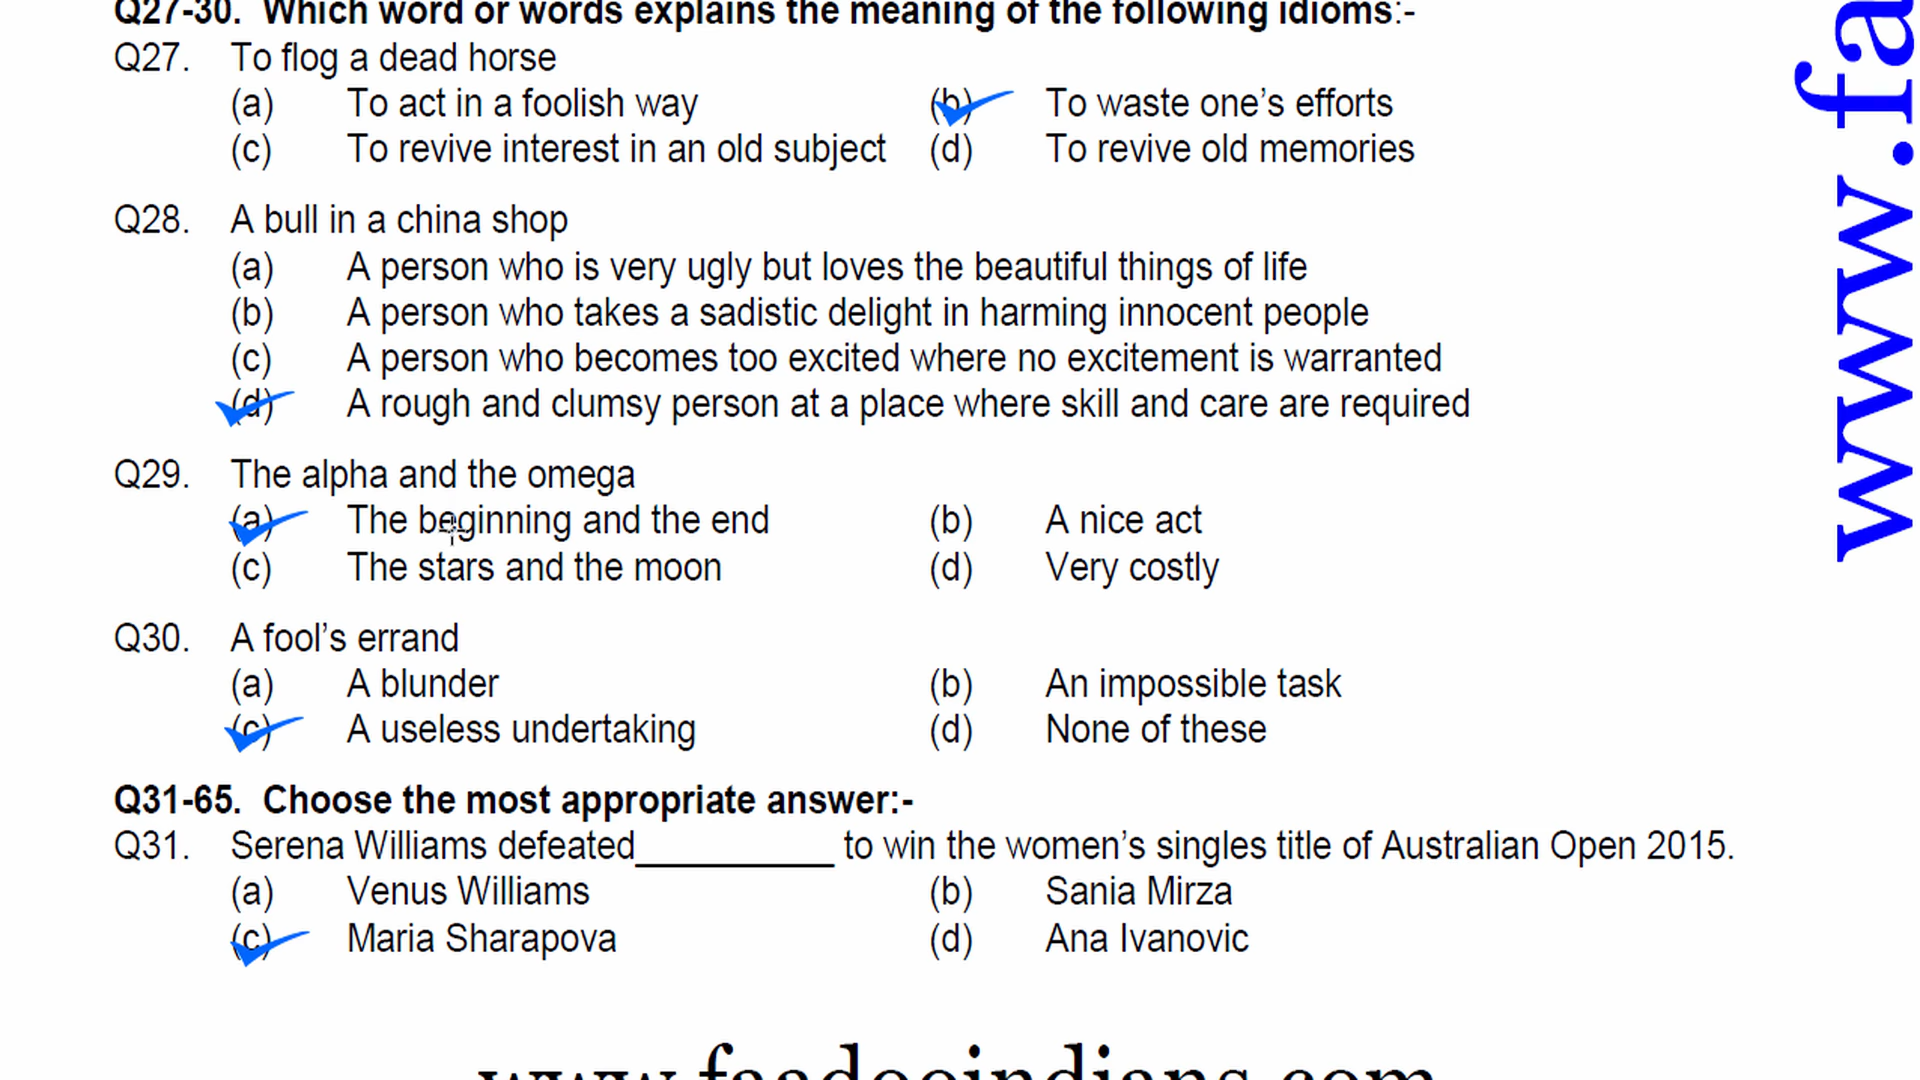 Q27-30. Which word or words explains the meaning of the following idioms:-
Q27. To flog a dead horse
(a) To act in a foolish way (b) To waste one's efforts
(c) To revive interest in an old subject (d) To revive old memories
Q28. A bull in a china shop
(a) A person who is very ugly but loves the beautiful things of life
(b) A person who takes a sadistic delight in harming innocent people
(c) A person who becomes too excited where no excitement is warranted
(d) A rough and clumsy person at a place where skill and care are required
Q29. The alpha and the omega
(a) The beginning and the end (b) A nice act
(c) The stars and the moon (d) Very costly
Q30. A fool's errand
(a) A blunder (b) An impossible task
(c) A useless undertaking (d) None of these
Q31-65. Choose the most appropriate answer:-
Q31. Serena Williams defeated__________ to win the women's singles title of Australian Open 2015.
(a) Venus Williams (b) Sania Mirza
(c) Maria Sharapova (d) Ana Ivanovic
www.faadooindians.com
www.fa